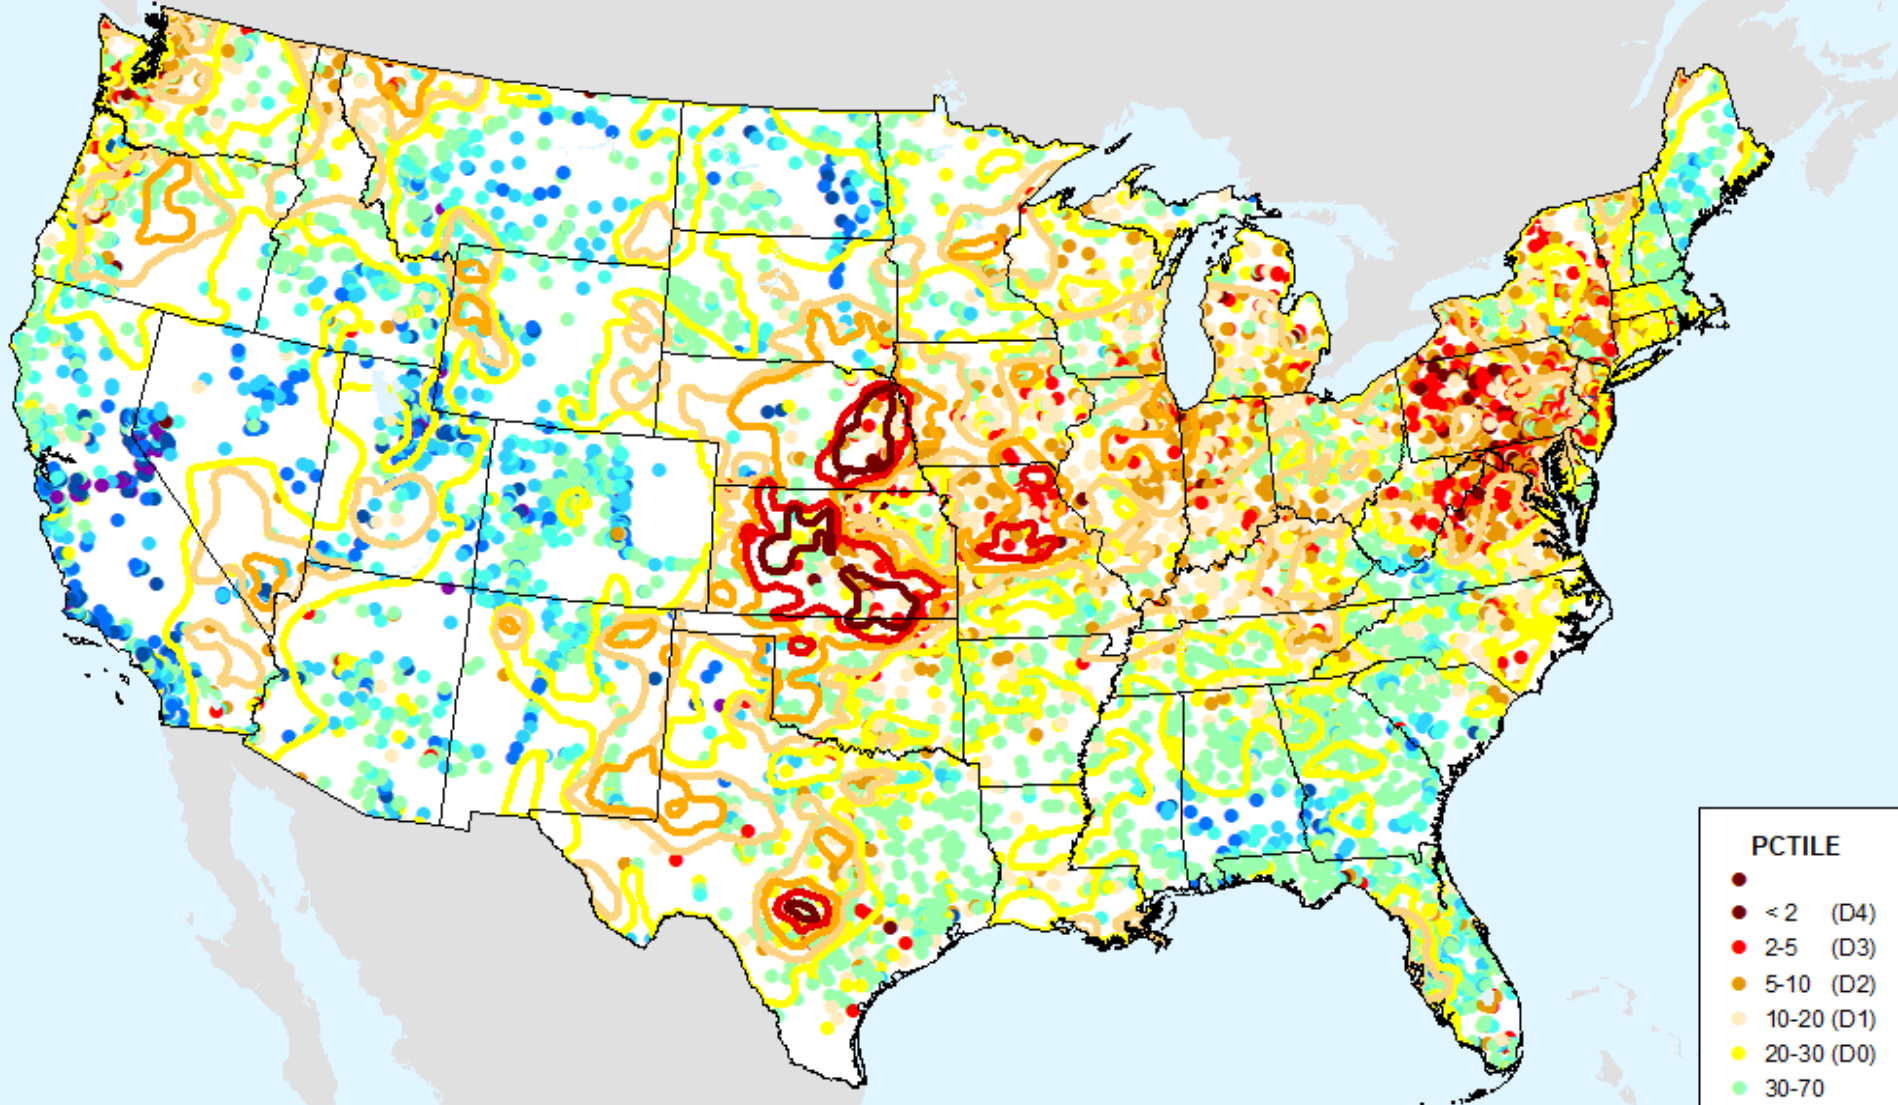 PCTILE
< 2 (D4)
2-5 (D3)
5-10 (D2)
10-20 (D1)
20-30 (D0)
30-70